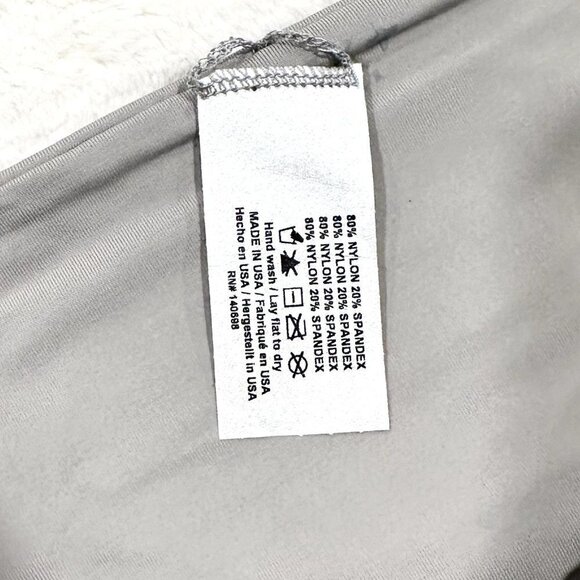 80% NYLON 20% SPANDEX
80% NYLON 20% SPANDEX
80% NYLON 20% SPANDEX
80% NYLON 20% SPANDEX
Hand wash / Lay flat to dry
MADE IN USA / Fabriqué en USA
Hecho en USA / Hergestellt in USA
RN# 140698